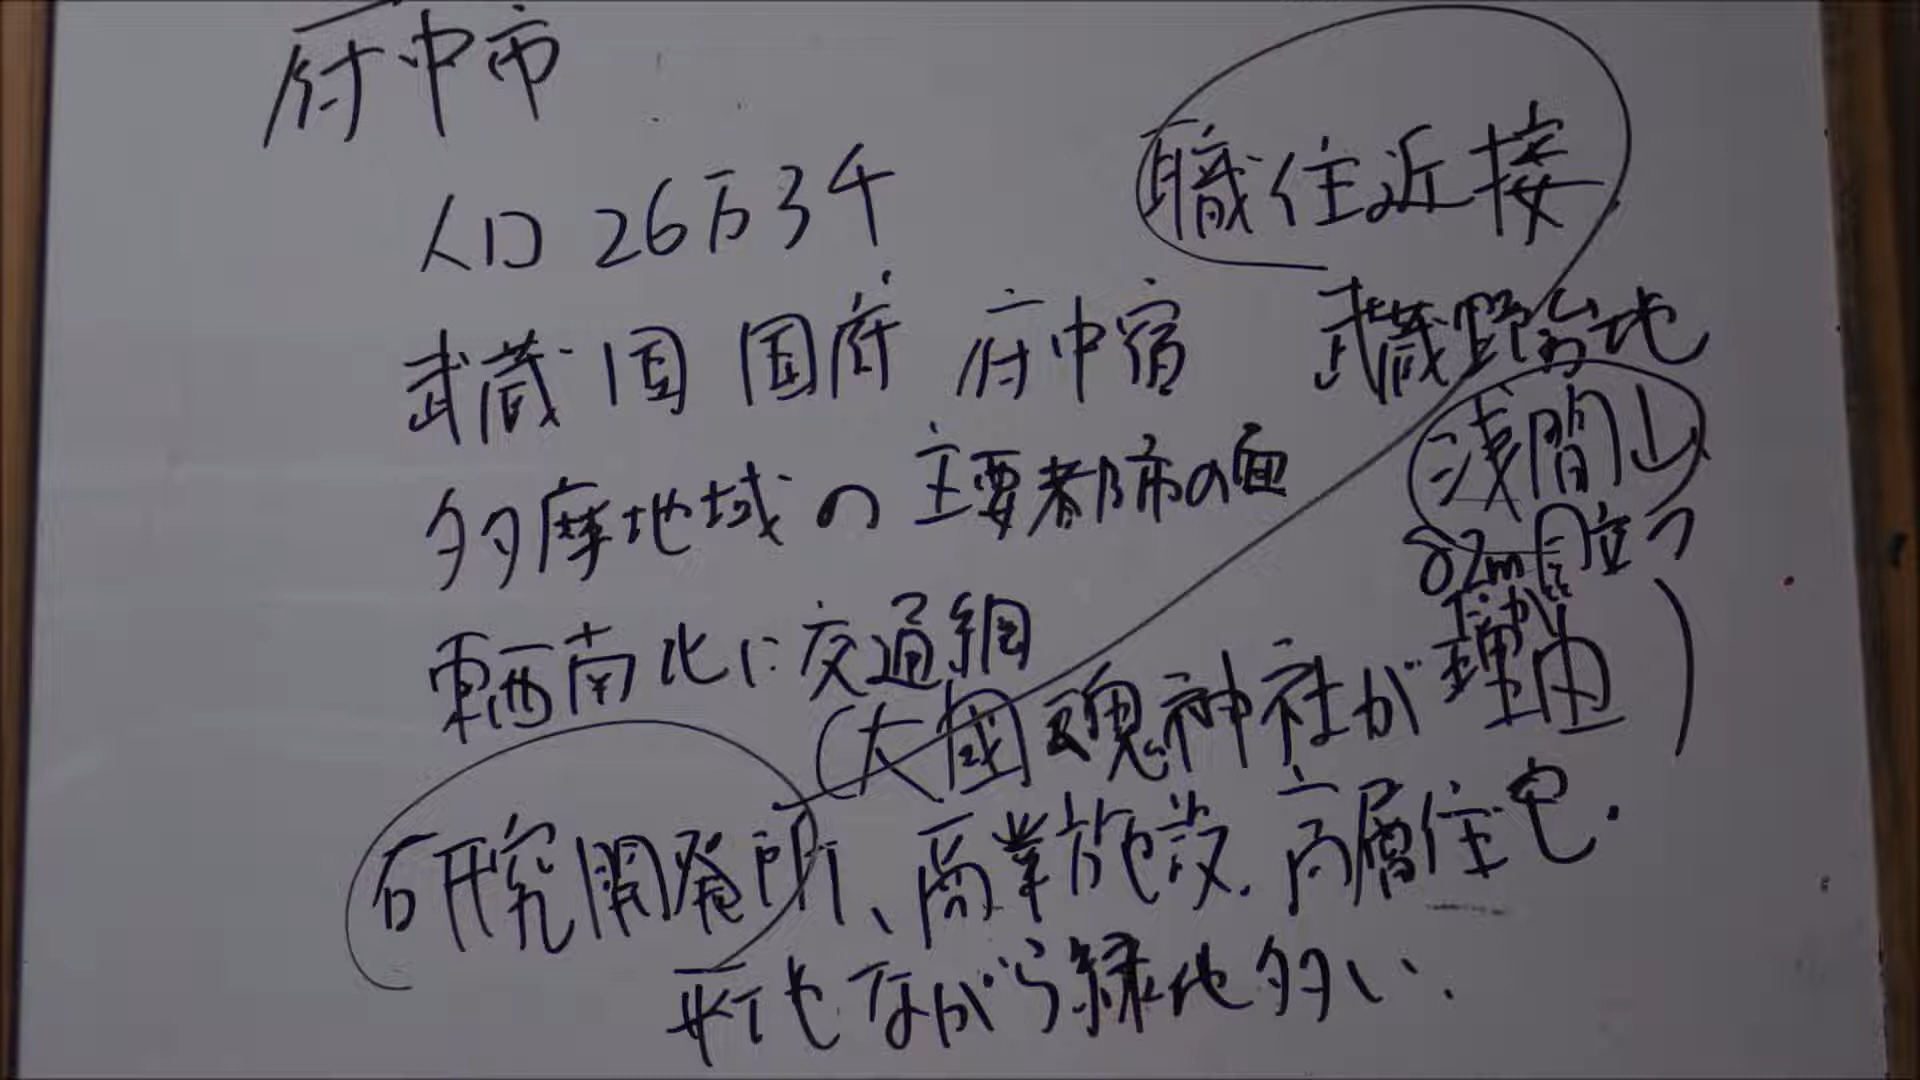 府中市
人口 26万3千
職住近接
武蔵国 国府 府中宿
武蔵野台地
多摩地域の主要都市の面
浅間山
82m
立つ
東西南北に交通網
(大國魂神社が理由)
研究開発所、商業施設、高層住宅、
ながら緑地多い、